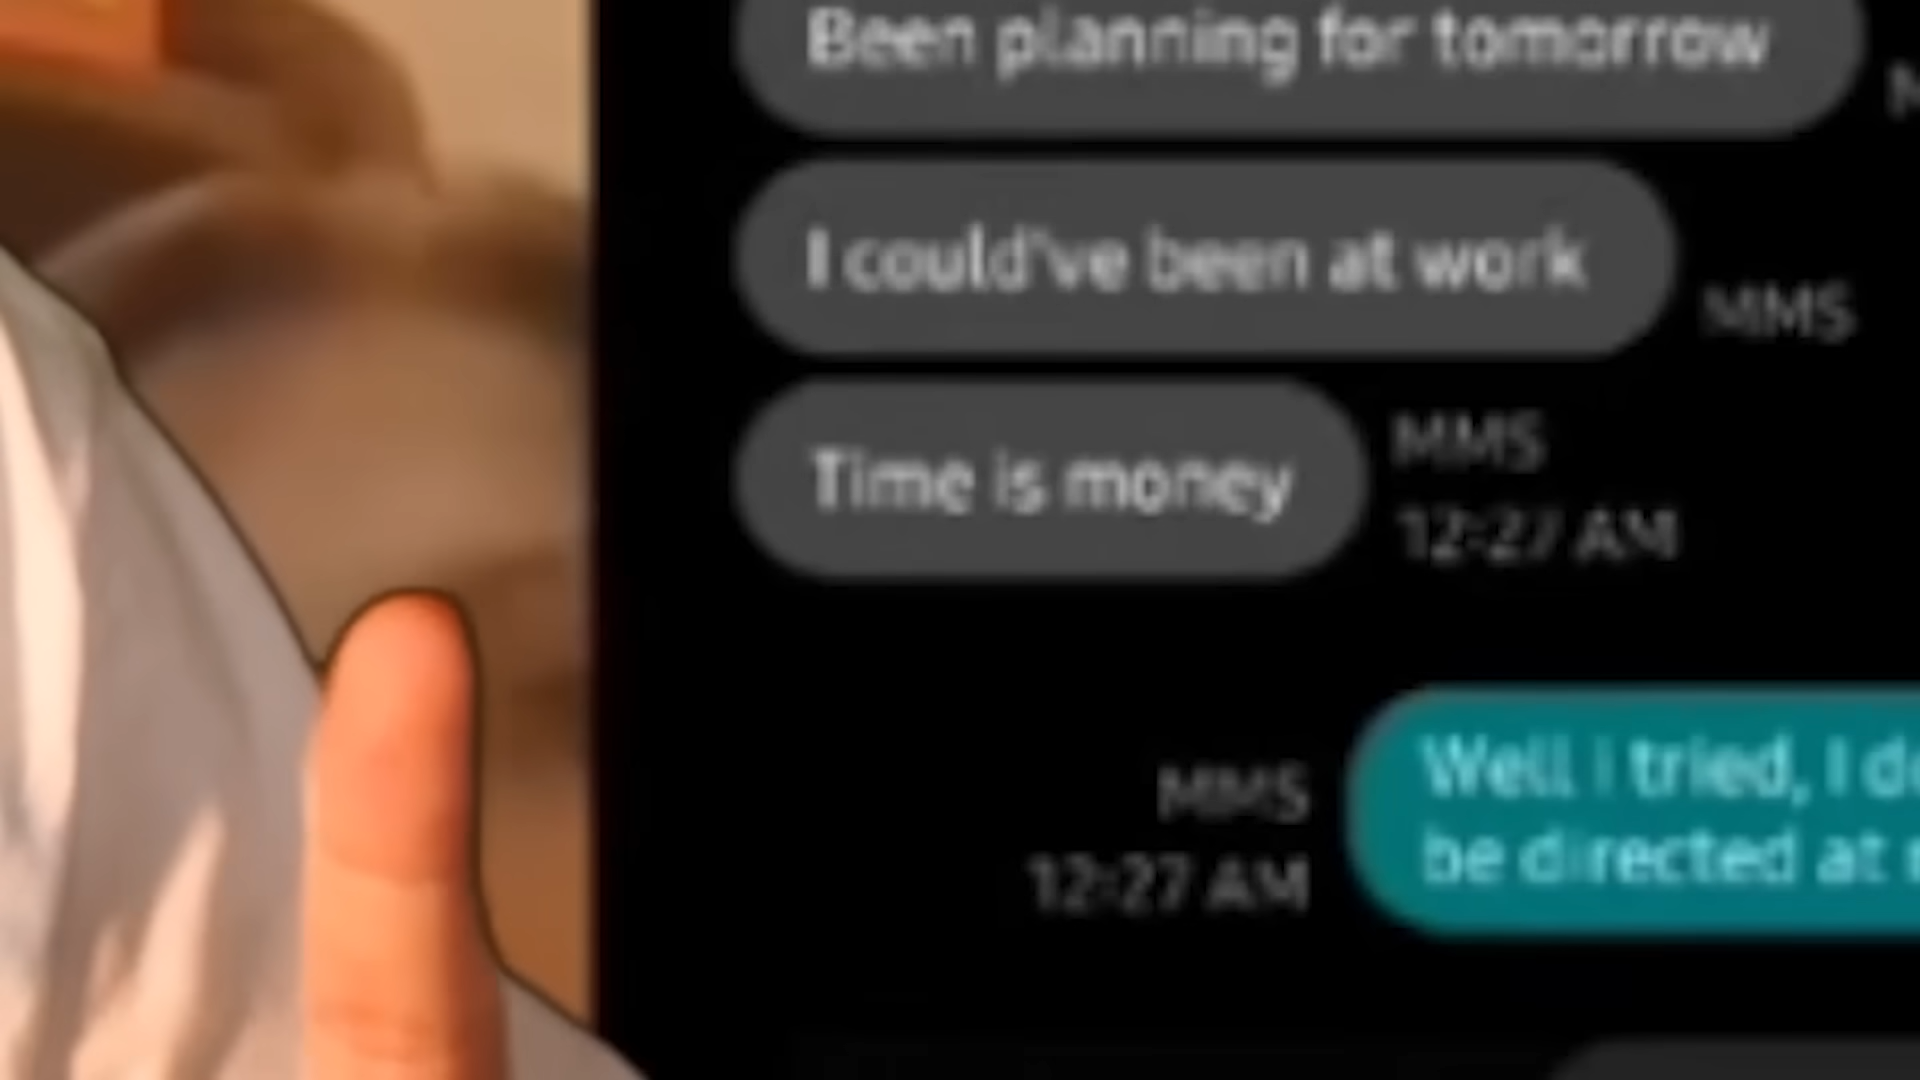 Been planning for tomorrow
I could've been at work
MMS
Time is money
MMS
12:27 AM
Well i tried, I
be directed at
MMS
12:27 AM